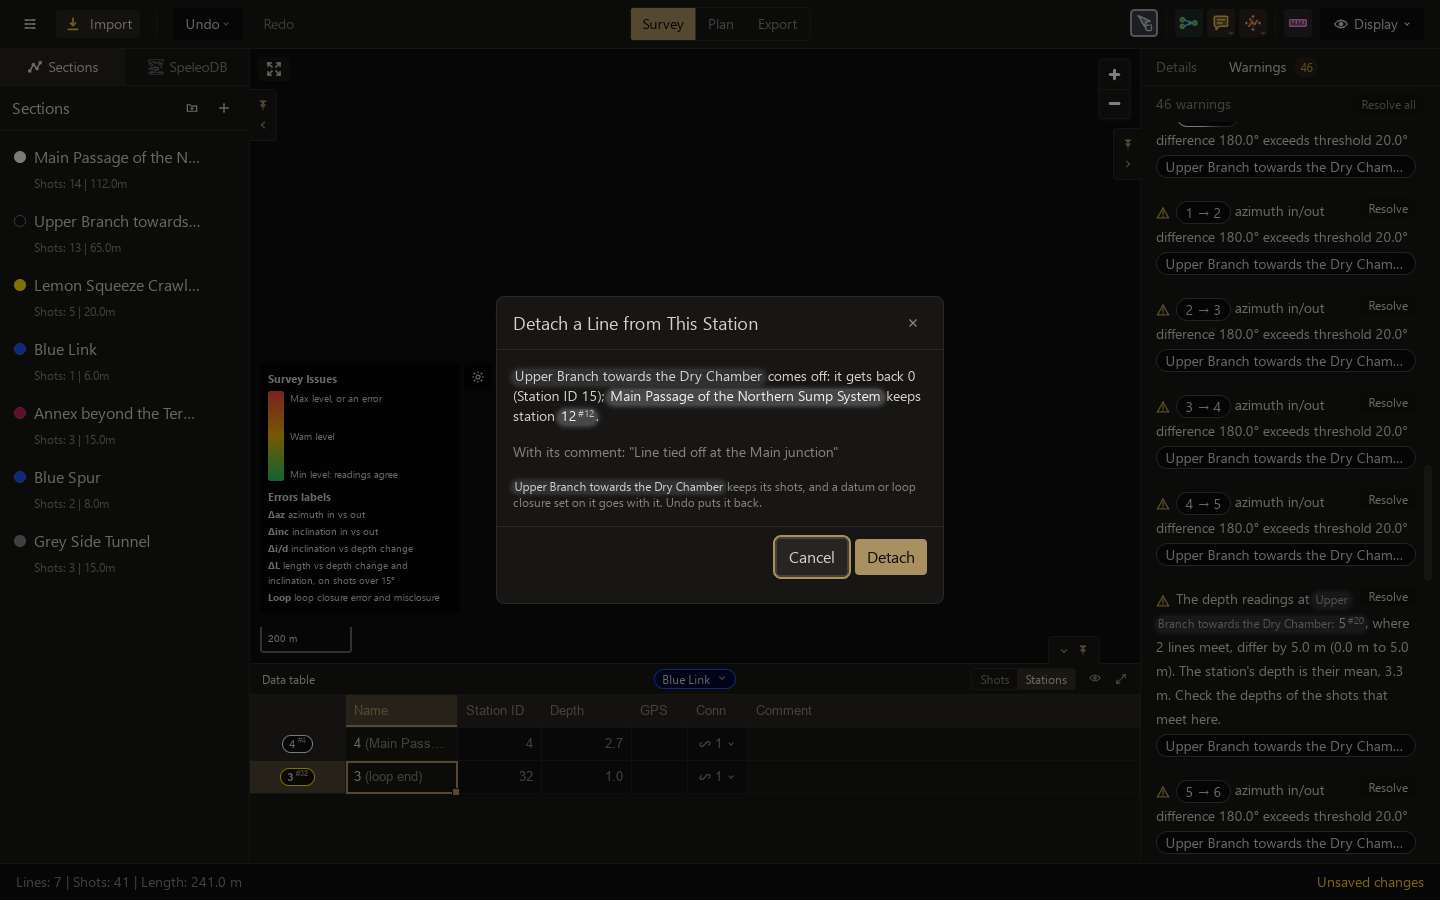 Import
Undo
Redo
Survey
Plan
Export
Display
Sections
SpeleoDB
Sections
Main Passage of the N...
Shots: 14 | 112.0m
Upper Branch towards...
Shots: 13 | 65.0m
Lemon Squeeze Crawl...
Shots: 5 | 20.0m
Blue Link
Shots: 1 | 6.0m
Annex beyond the Ter...
Shots: 3 | 15.0m
Blue Spur
Shots: 2 | 8.0m
Grey Side Tunnel
Shots: 3 | 15.0m
Survey Issues
Max level, or an error
Warn level
Min level: readings agree
Errors labels
Δaz azimuth in vs out
Δinc inclination in vs out
Δi/d inclination vs depth change
ΔL length vs depth change and
inclination, on shots over 15°
Loop loop closure error and misclosure
200 m
Detach a Line from This Station
Upper Branch towards the Dry Chamber comes off: it gets back 0
(Station ID 15); Main Passage of the Northern Sump System keeps
station 12 #12.
With its comment: "Line tied off at the Main junction"
Upper Branch towards the Dry Chamber keeps its shots, and a datum or loop
closure set on it goes with it. Undo puts it back.
Cancel
Detach
Data table
Blue Link
Shots
Stations
Name
Station ID
Depth
GPS
Conn
Comment
4 #4
4 (Main Pass...
4
2.7
1
3 #32
3 (loop end)
32
1.0
1
Details
Warnings 46
46 warnings
Resolve all
difference 180.0° exceeds threshold 20.0°
Upper Branch towards the Dry Cham...
1 → 2 azimuth in/out
Resolve
difference 180.0° exceeds threshold 20.0°
Upper Branch towards the Dry Cham...
2 → 3 azimuth in/out
Resolve
difference 180.0° exceeds threshold 20.0°
Upper Branch towards the Dry Cham...
3 → 4 azimuth in/out
Resolve
difference 180.0° exceeds threshold 20.0°
Upper Branch towards the Dry Cham...
4 → 5 azimuth in/out
Resolve
difference 180.0° exceeds threshold 20.0°
Upper Branch towards the Dry Cham...
The depth readings at Upper
Resolve
Branch towards the Dry Chamber: 5 #20, where
2 lines meet, differ by 5.0 m (0.0 m to 5.0
m). The station's depth is their mean, 3.3
m. Check the depths of the shots that
meet here.
Upper Branch towards the Dry Cham...
5 → 6 azimuth in/out
Resolve
difference 180.0° exceeds threshold 20.0°
Upper Branch towards the Dry Cham...
Lines: 7 | Shots: 41 | Length: 241.0 m
Unsaved changes